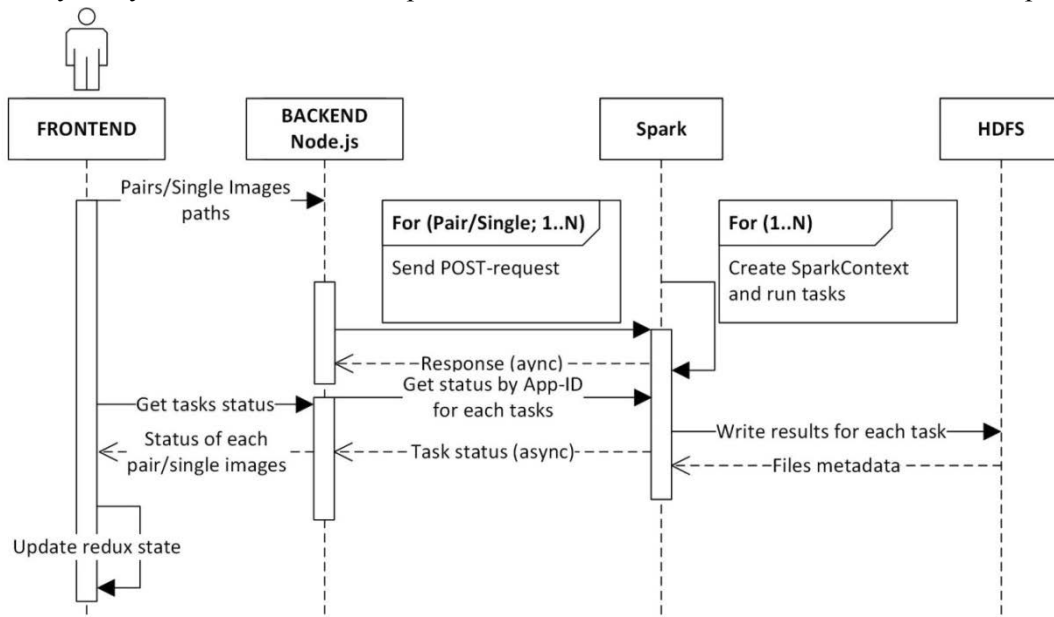 FRONTEND
BACKEND
Node.js
Spark
HDFS
Pairs/Single Images
paths
For (Pair/Single; 1..N)
Send POST-request
For (1..N)
Create SparkContext
and run tasks
Response (aync)
Get status by App-ID
for each tasks
Get tasks status
Status of each
pair/single images
Task status (async)
Write results for each task
Files metadata
Update redux state